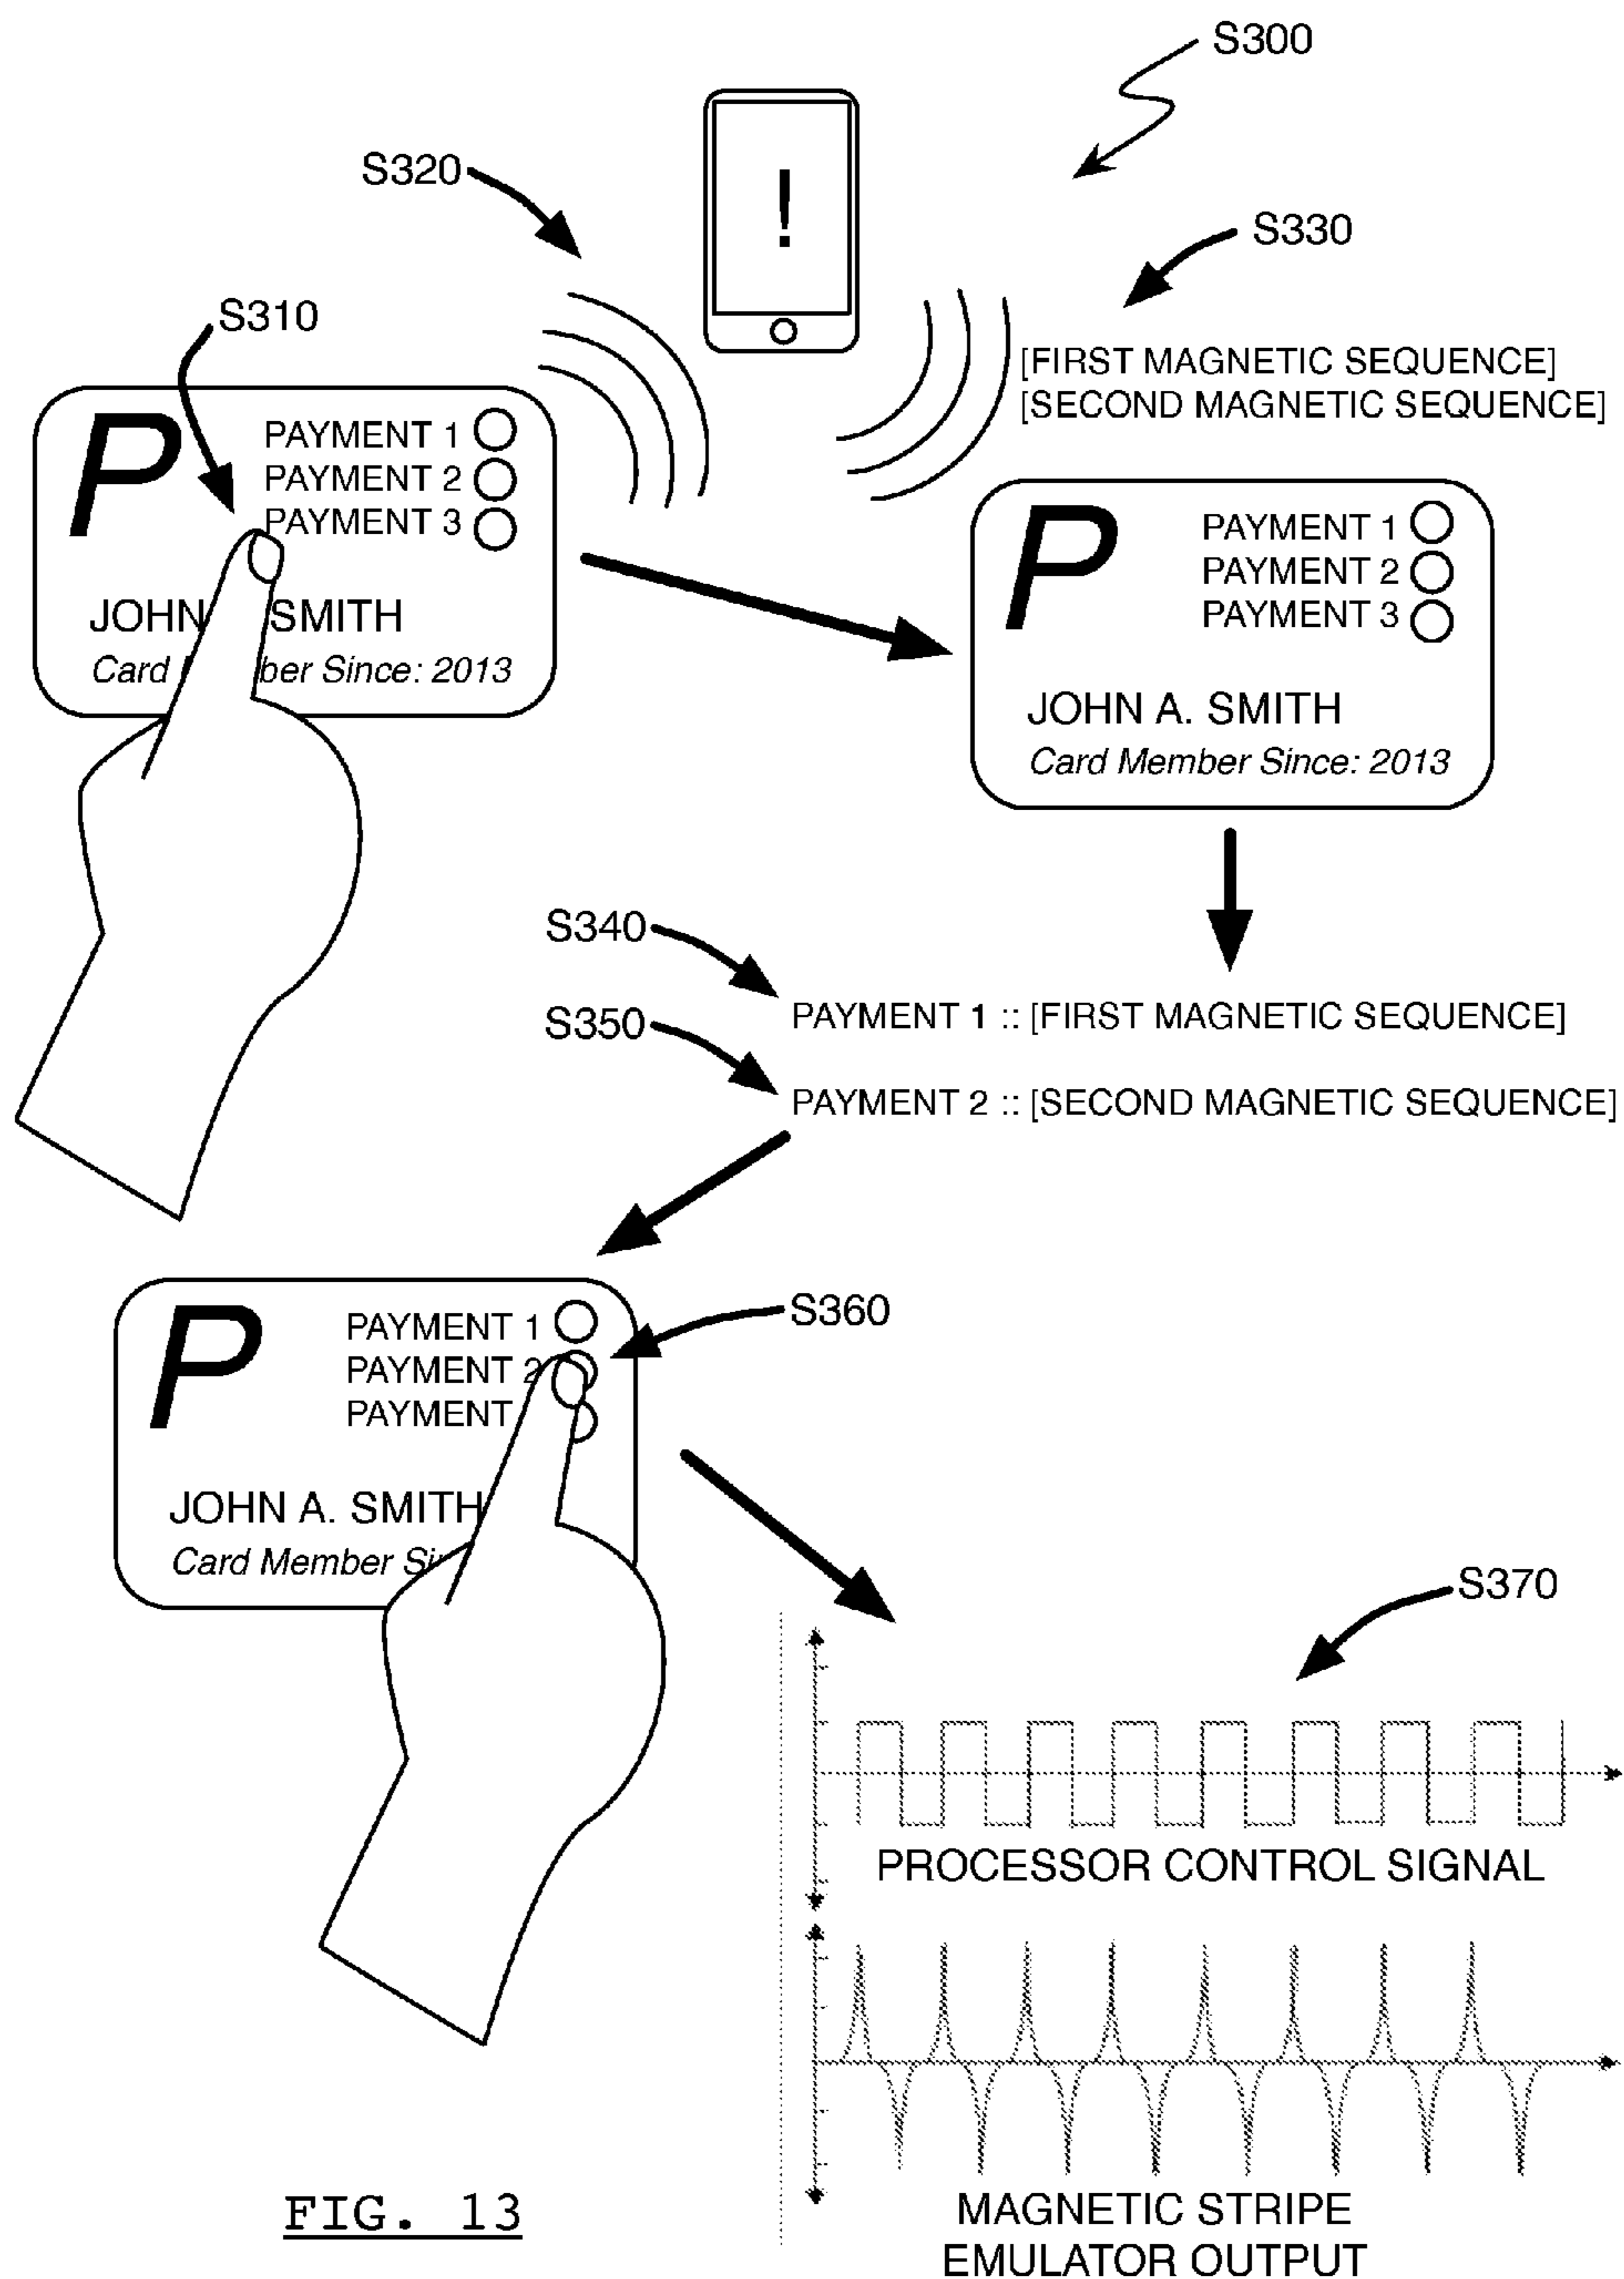 S300
S320
!
S330
S310
[FIRST MAGNETIC SEQUENCE]
[SECOND MAGNETIC SEQUENCE]
P
PAYMENT 1
PAYMENT 2
PAYMENT 3
JOHN SMITH
Card ber Since: 2013
P
PAYMENT 1
PAYMENT 2
PAYMENT 3
JOHN A. SMITH
Card Member Since: 2013
S340
PAYMENT 1 :: [FIRST MAGNETIC SEQUENCE]
S350
PAYMENT 2 :: [SECOND MAGNETIC SEQUENCE]
P
PAYMENT 1
PAYMENT 2
PAYMENT
S360
JOHN A. SMITH
Card Member Si
S370
PROCESSOR CONTROL SIGNAL
MAGNETIC STRIPE
EMULATOR OUTPUT
FIG. 13